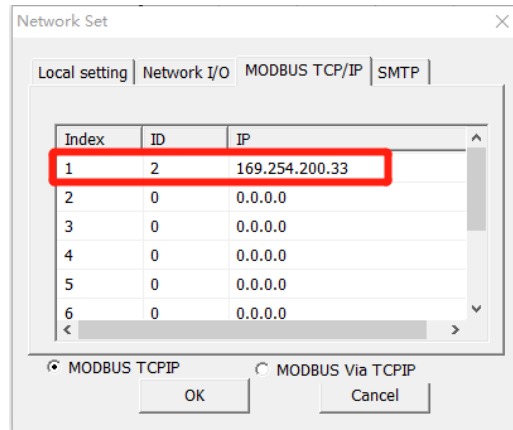 Network Set
Local setting Network I/O MODBUS TCP/IP SMTP
Index ID IP
1 2 169.254.200.33
2 0 0.0.0.0
3 0 0.0.0.0
4 0 0.0.0.0
5 0 0.0.0.0
6 0 0.0.0.0
MODBUS TCPIP MODBUS Via TCPIP
OK Cancel